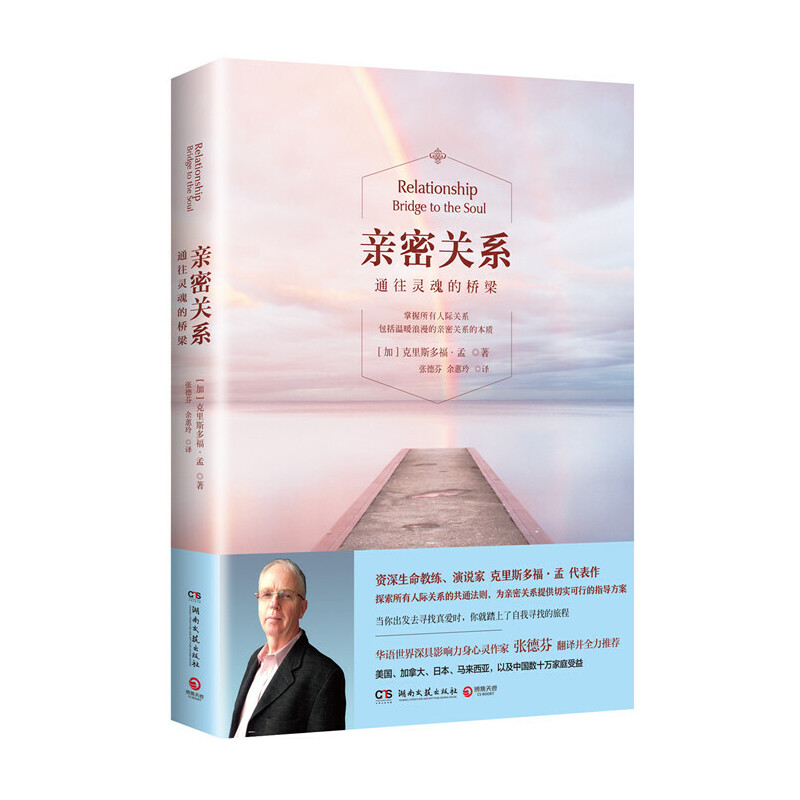 Relationship
Bridge to the Soul
亲密关系
通往灵魂的桥梁
掌握所有人际关系
包括温暖浪漫的亲密关系的本质
[加]克里斯多福·孟 ◎著
张德芬 余蕙玲 ◎译
资深生命教练、演说家 克里斯多福·孟 代表作
探索所有人际关系的共通法则，为亲密关系提供切实可行的指导方案
当你出发去寻找真爱时，你就踏上了自我寻找的旅程
华语世界深具影响力身心灵作家 张德芬 翻译并全力推荐
美国、加拿大、日本、马来西亚，以及中国数十万家庭受益
湖南文艺出版社
博集天卷
CS-BOOKY
Relationship
Bridge to the Soul
亲密关系
通往灵魂的桥梁
[加]克里斯多福·孟 ◎著
张德芬 余蕙玲 ◎译
湖南文艺出版社
博集天卷